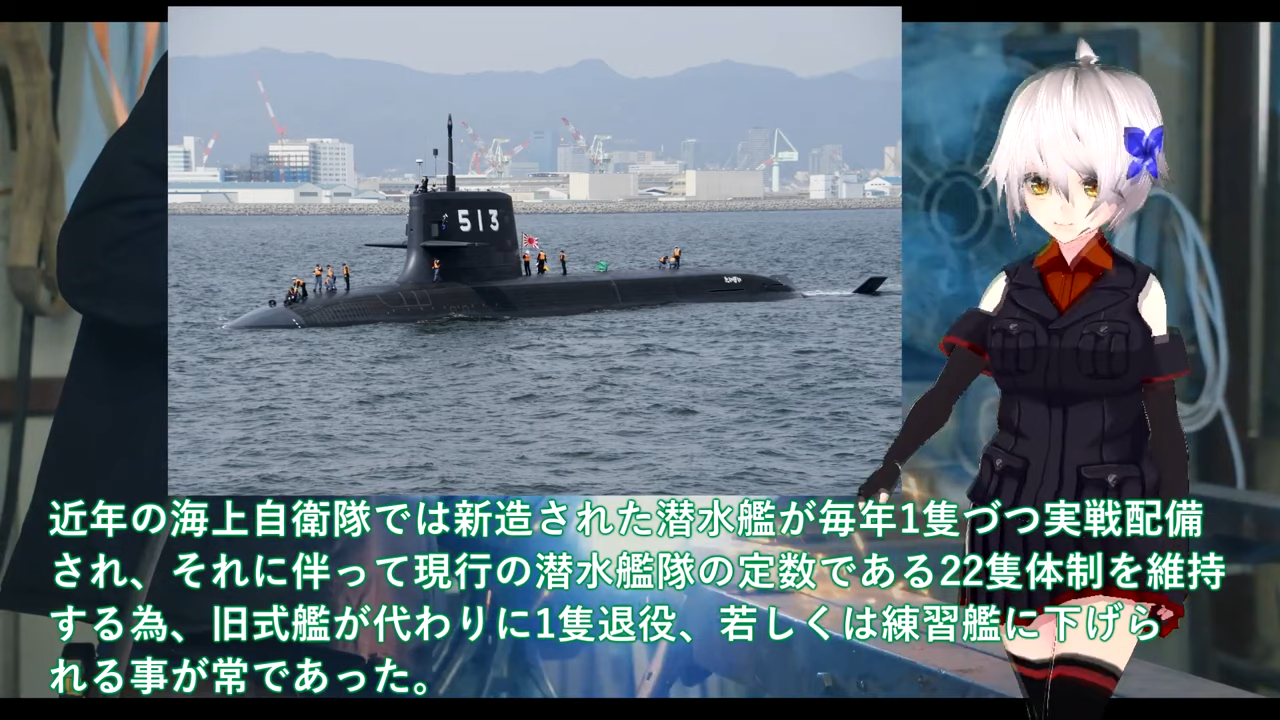 513
近年の海上自衛隊では新造された潜水艦が毎年1隻づつ実戦配備
され、それに伴って現行の潜水艦隊の定数である22隻体制を維持
する為、旧式艦が代わりに1隻退役、若しくは練習艦に下げら
れる事が常であった。